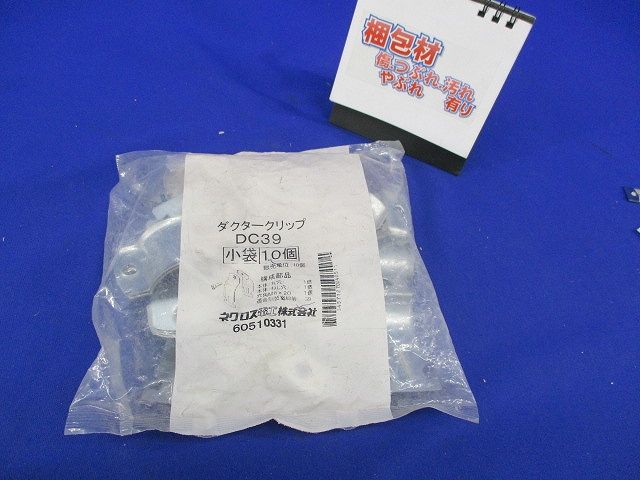 梱包材
傷つぶれ汚れ
やぶれ 有り
ダクタークリップ
DC39
小袋 10個
構成部品
ネグロス電工株式会社
60510331